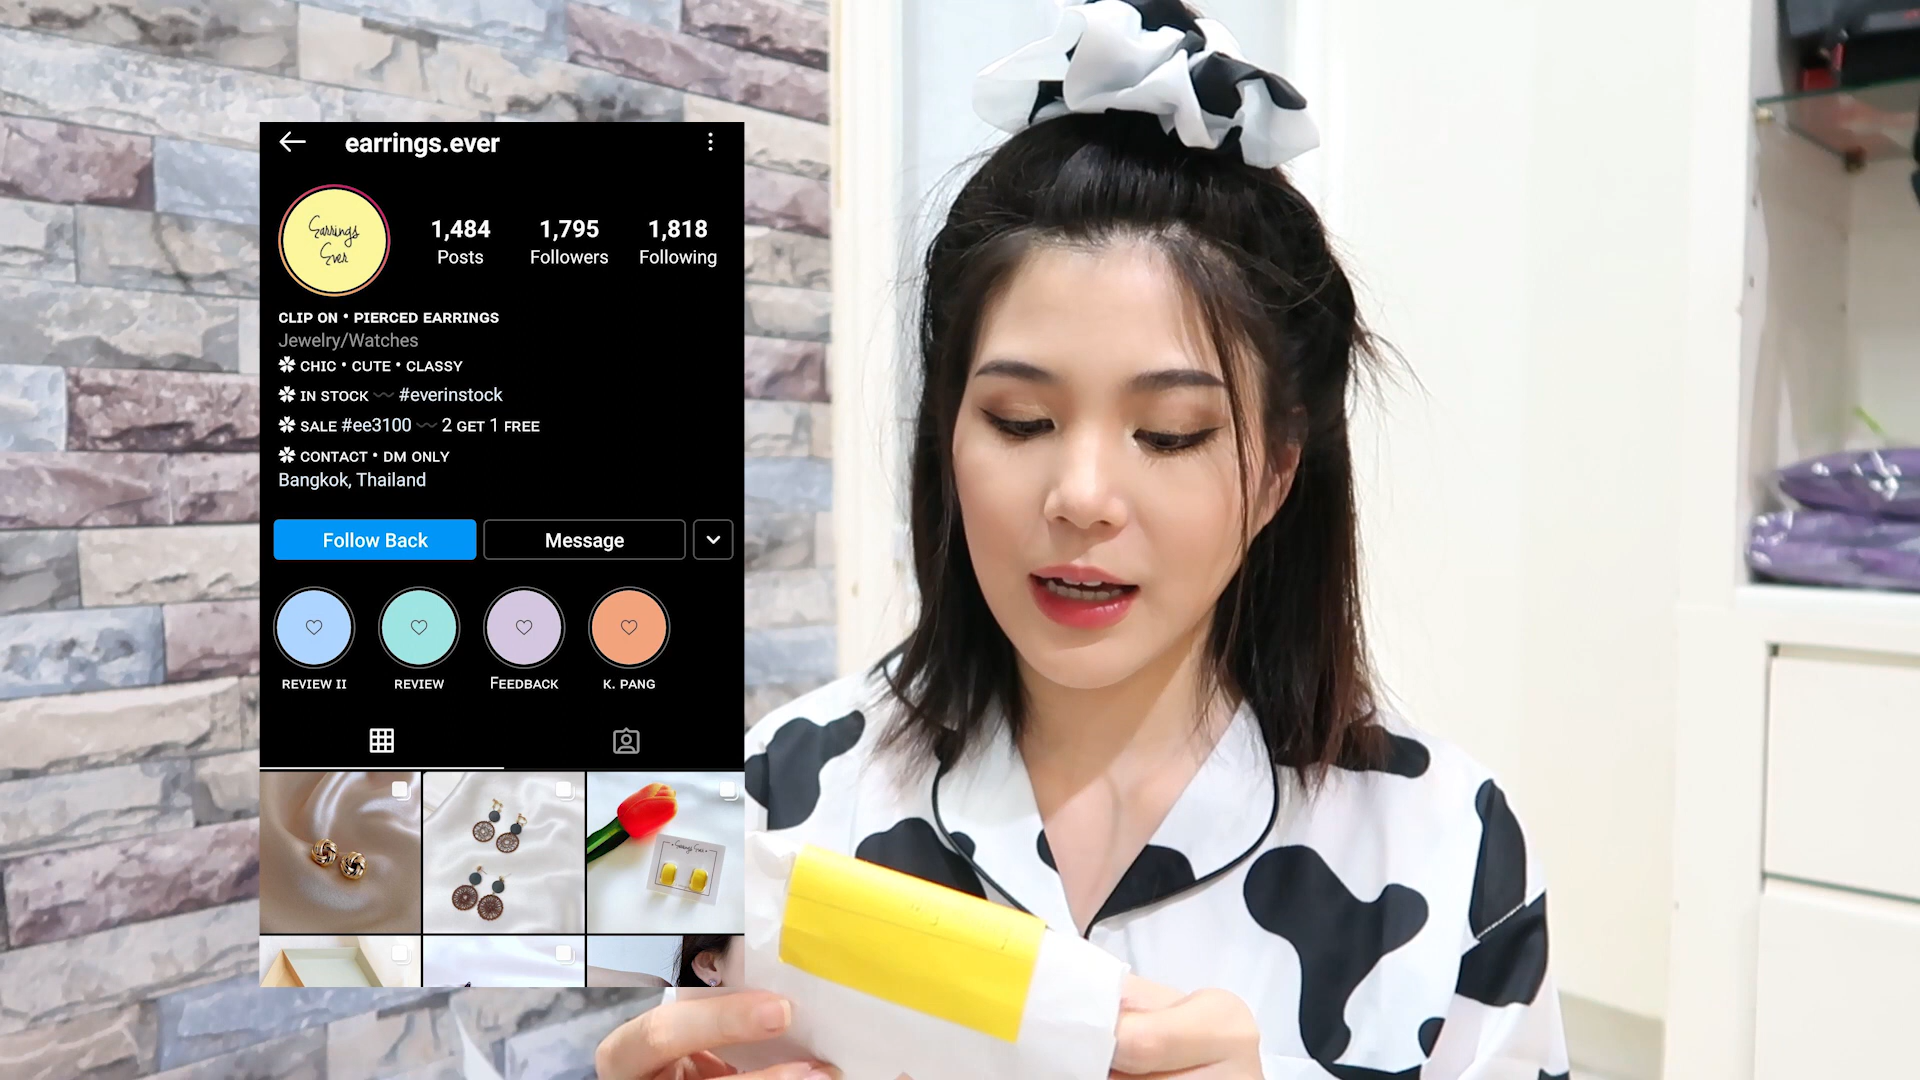 earrings.ever
Earrings
Ever
1,484 1,795 1,818
Posts Followers Following
CLIP ON • PIERCED EARRINGS
Jewelry/Watches
✤ CHIC • CUTE • CLASSY
✤ IN STOCK 〰 #everinstock
✤ SALE #ee3100 〰 2 GET 1 FREE
✤ CONTACT • DM ONLY
Bangkok, Thailand
Follow Back Message
REVIEW II REVIEW FEEDBACK K. PANG
Earrings Ever